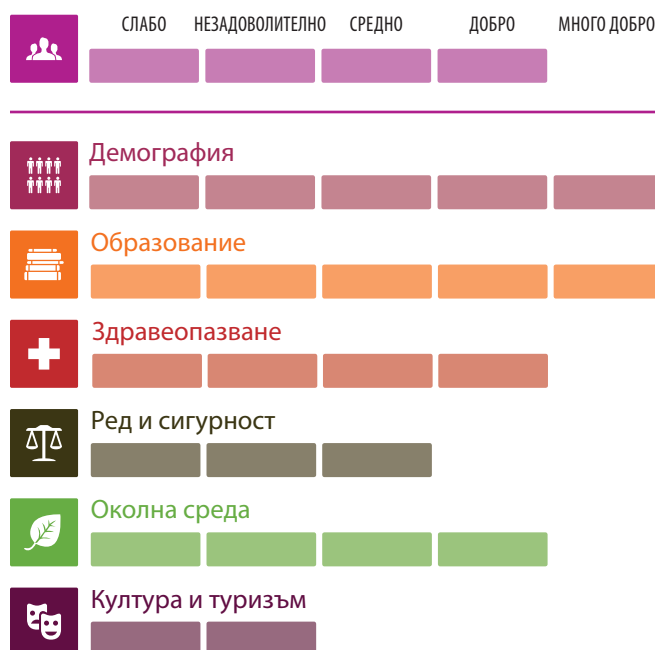 СЛАБО НЕЗАДОВОЛИТЕЛНО СРЕДНО ДОБРО МНОГО ДОБРО
Демография
Образование
Здравеопазване
Ред и сигурност
Околна среда
Култура и туризъм